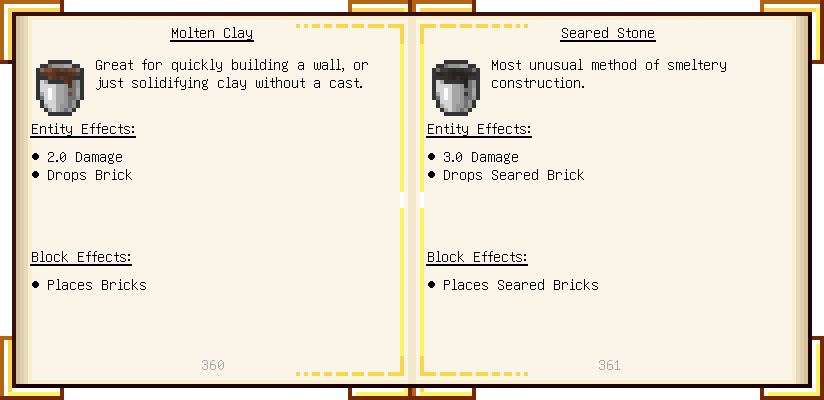 Molten Clay
Great for quickly building a wall, or
just solidifying clay without a cast.
Entity Effects:
• 2.0 Damage
• Drops Brick
Block Effects:
• Places Bricks
360
Seared Stone
Most unusual method of smeltery
construction.
Entity Effects:
• 3.0 Damage
• Drops Seared Brick
Block Effects:
• Places Seared Bricks
361